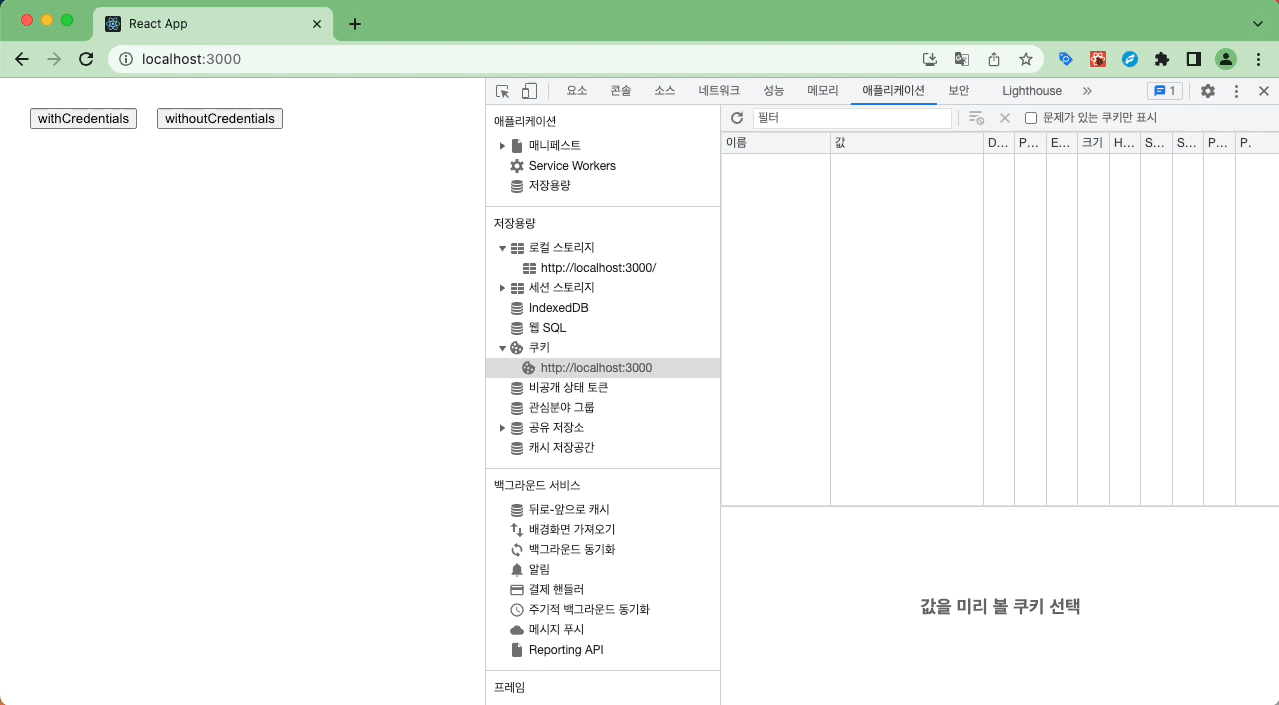 React App
localhost:3000
withCredentials
withoutCredentials
요소
콘솔
소스
네트워크
성능
메모리
애플리케이션
보안
Lighthouse
1
애플리케이션
매니페스트
Service Workers
저장용량
저장용량
로컬 스토리지
http://localhost:3000/
세션 스토리지
IndexedDB
웹 SQL
쿠키
http://localhost:3000
비공개 상태 토큰
관심분야 그룹
공유 저장소
캐시 저장공간
백그라운드 서비스
뒤로-앞으로 캐시
배경화면 가져오기
백그라운드 동기화
알림
결제 핸들러
주기적 백그라운드 동기화
메시지 푸시
Reporting API
프레임
필터
문제가 있는 쿠키만 표시
이름
값
D...
P...
E...
크기
H...
S...
S...
P...
P.
값을 미리 볼 쿠키 선택